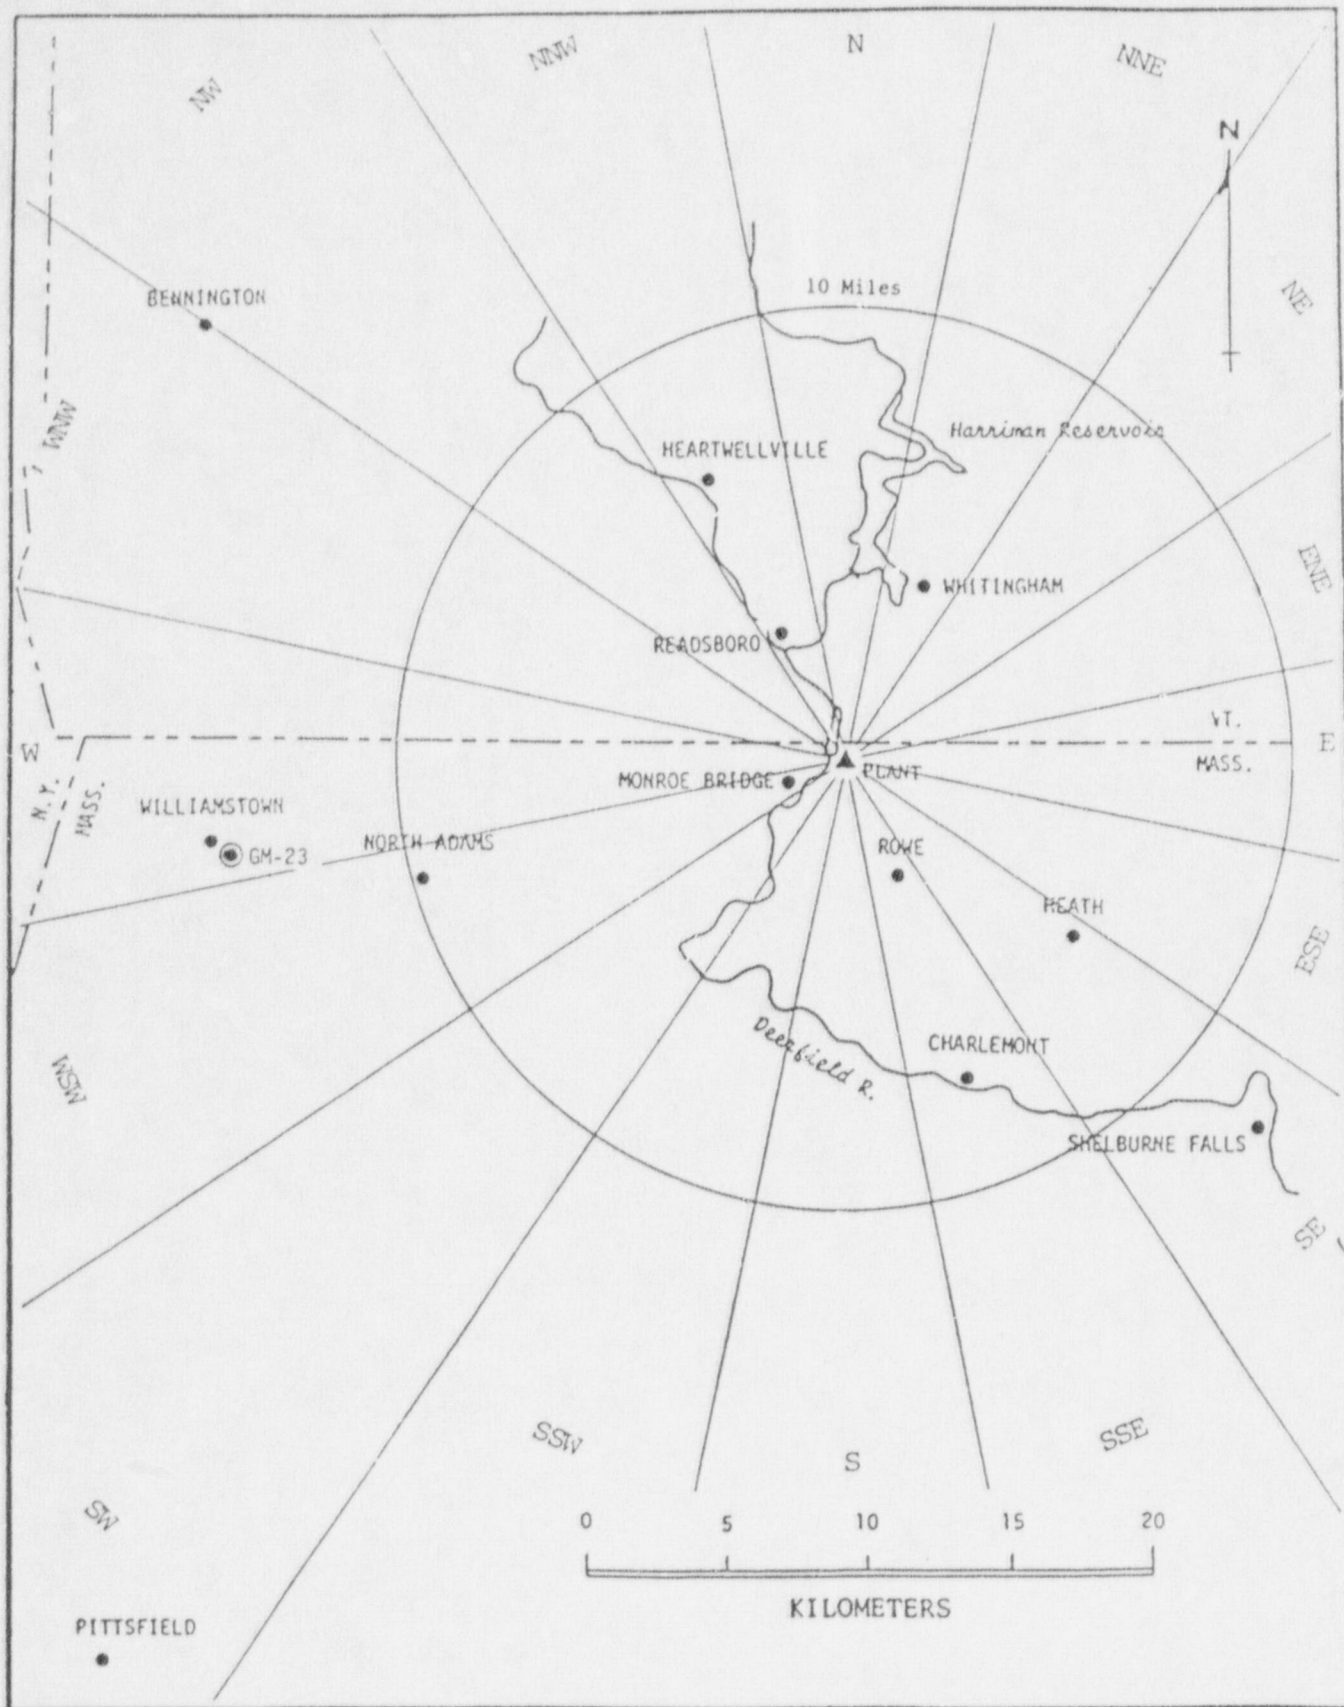 N
NNW
NNE
NW
N
10 Miles
NE
BENNINGTON
WNW
Harriman Reservoir
HEARTWELLVILLE
ENE
WHITINGHAM
READSBORO
VT.
W
E
MASS.
PLANT
MONROE BRIDGE
N.Y.
MASS.
WILLIAMSTOWN
GM-23
NORTH ADAMS
ROWE
HEATH
ESE
Deerfield R.
CHARLEMONT
WSW
SHELBURNE FALLS
SE
SSW
SSE
S
SW
0 5 10 15 20
KILOMETERS
PITTSFIELD